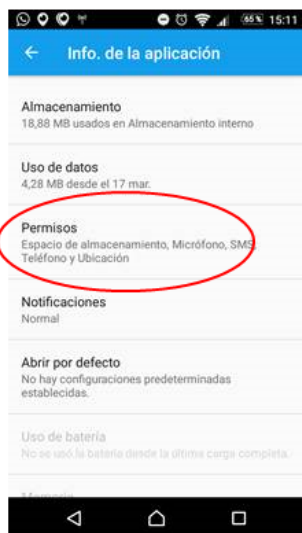 65% 15:11
Info. de la aplicación
Almacenamiento
18,88 MB usados en Almacenamiento interno
Uso de datos
4,28 MB desde el 17 mar.
Permisos
Espacio de almacenamiento, Micrófono, SMS,
Teléfono y Ubicación
Notificaciones
Normal
Abrir por defecto
No hay configuraciones predeterminadas
establecidas.
Uso de batería
No se usó la batería desde la última carga completa.
Memoria